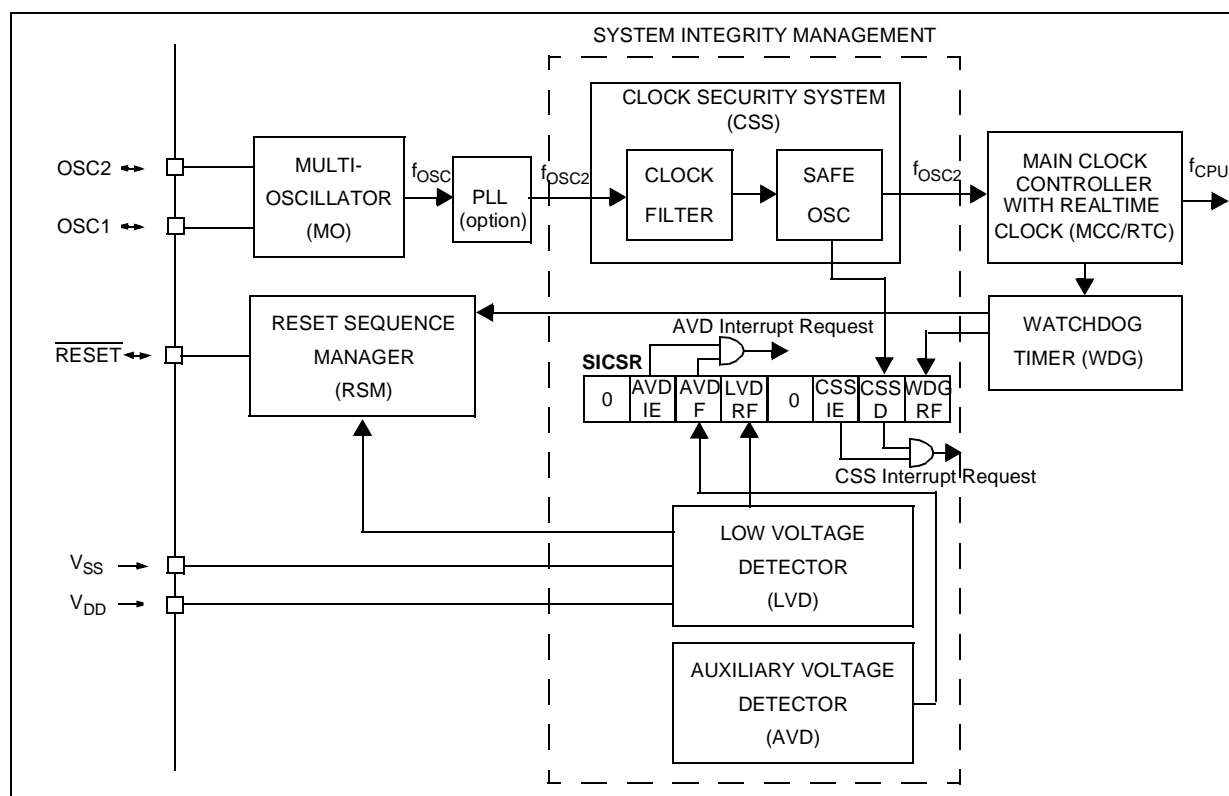 SYSTEM INTEGRITY MANAGEMENT
CLOCK SECURITY SYSTEM
(CSS)
OSC2
OSC1
MULTI-
OSCILLATOR
(MO)
fOSC
PLL
(option)
fOSC2
CLOCK
FILTER
SAFE
OSC
fOSC2
MAIN CLOCK
CONTROLLER
WITH REALTIME
CLOCK (MCC/RTC)
fCPU
RESET
RESET SEQUENCE
MANAGER
(RSM)
AVD Interrupt Request
WATCHDOG
TIMER (WDG)
SICSR
0
AVD
IE
AVD
F
LVD
RF
0
CSS
IE
CSS
D
WDG
RF
CSS Interrupt Request
VSS
VDD
LOW VOLTAGE
DETECTOR
(LVD)
AUXILIARY VOLTAGE
DETECTOR
(AVD)